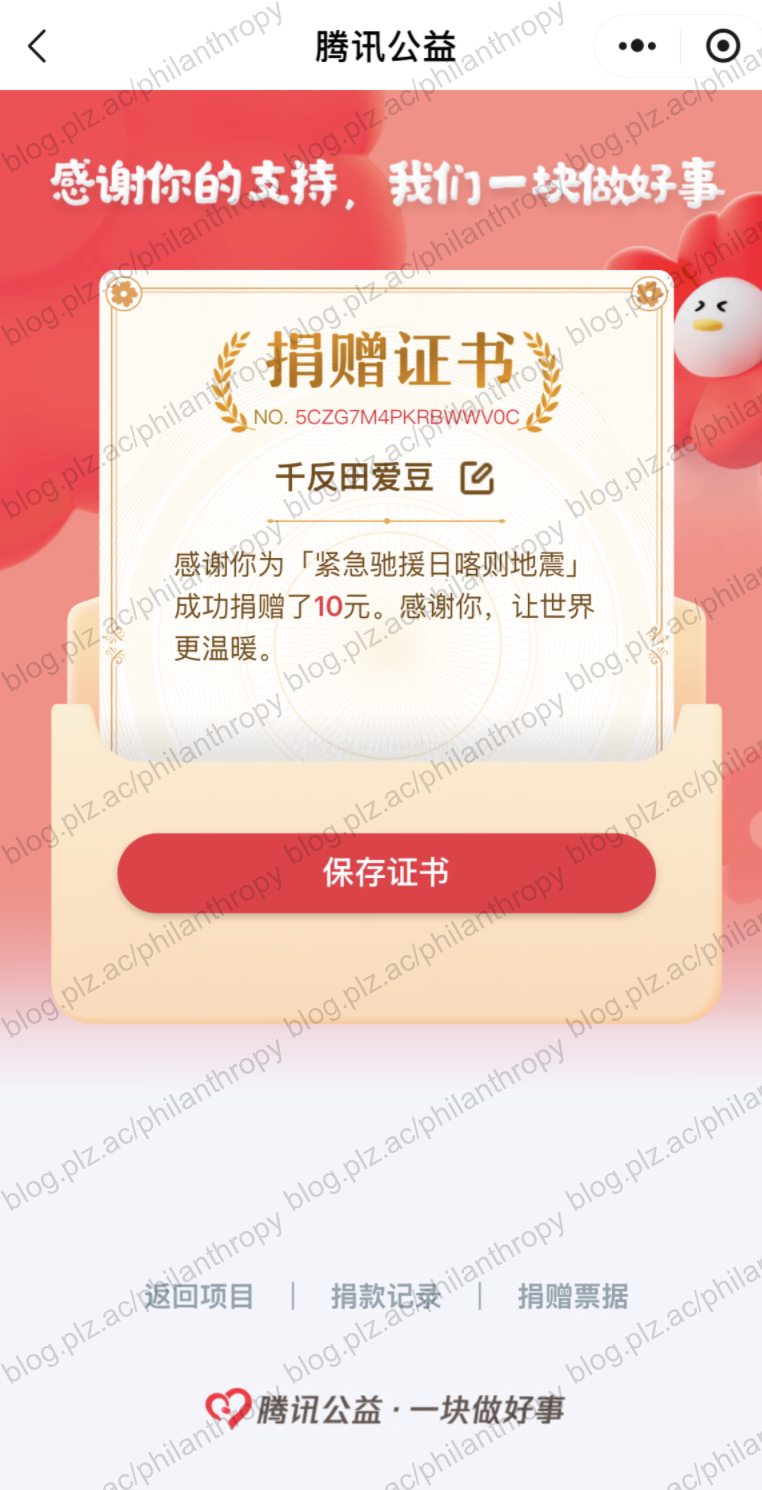 腾讯公益
感谢你的支持，我们一块做好事
捐赠证书
NO. 5CZG7M4PKRBWWV0C
千反田爱豆
感谢你为「紧急驰援日喀则地震」
成功捐赠了10元。感谢你，让世界
更温暖。
blog.plz.ac/philanthropy
保存证书
返回项目 | 捐款记录 | 捐赠票据
腾讯公益·一块做好事